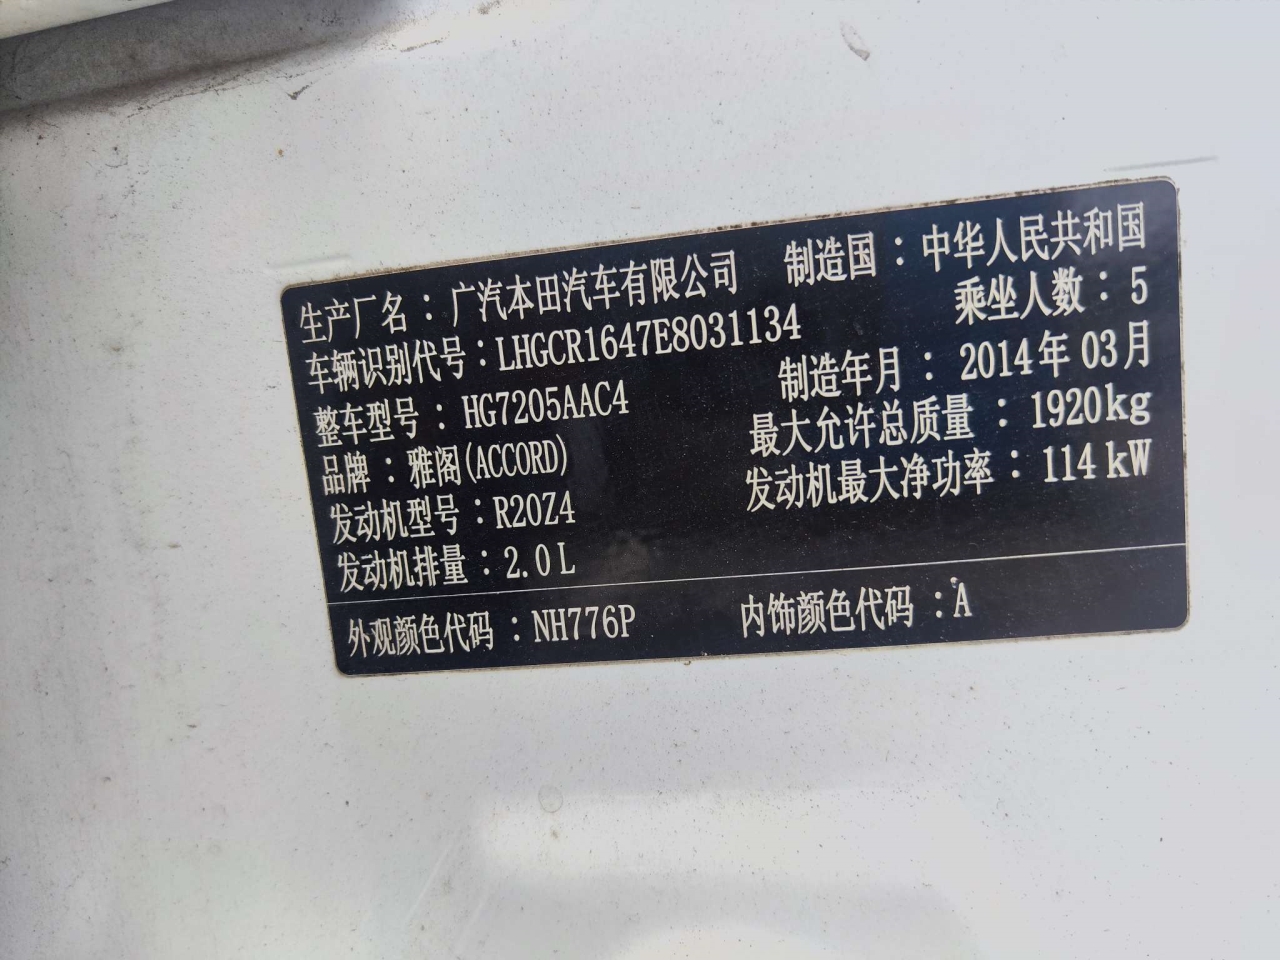 生产厂名：广汽本田汽车有限公司 制造国：中华人民共和国
车辆识别代号：LHGCR1647E8031134 乘坐人数：5
整车型号：HG7205AAC4 制造年月：2014年03月
品牌：雅阁(ACCORD) 最大允许总质量：1920kg
发动机型号：R20Z4 发动机最大净功率：114kW
发动机排量：2.0L
外观颜色代码：NH776P 内饰颜色代码：A